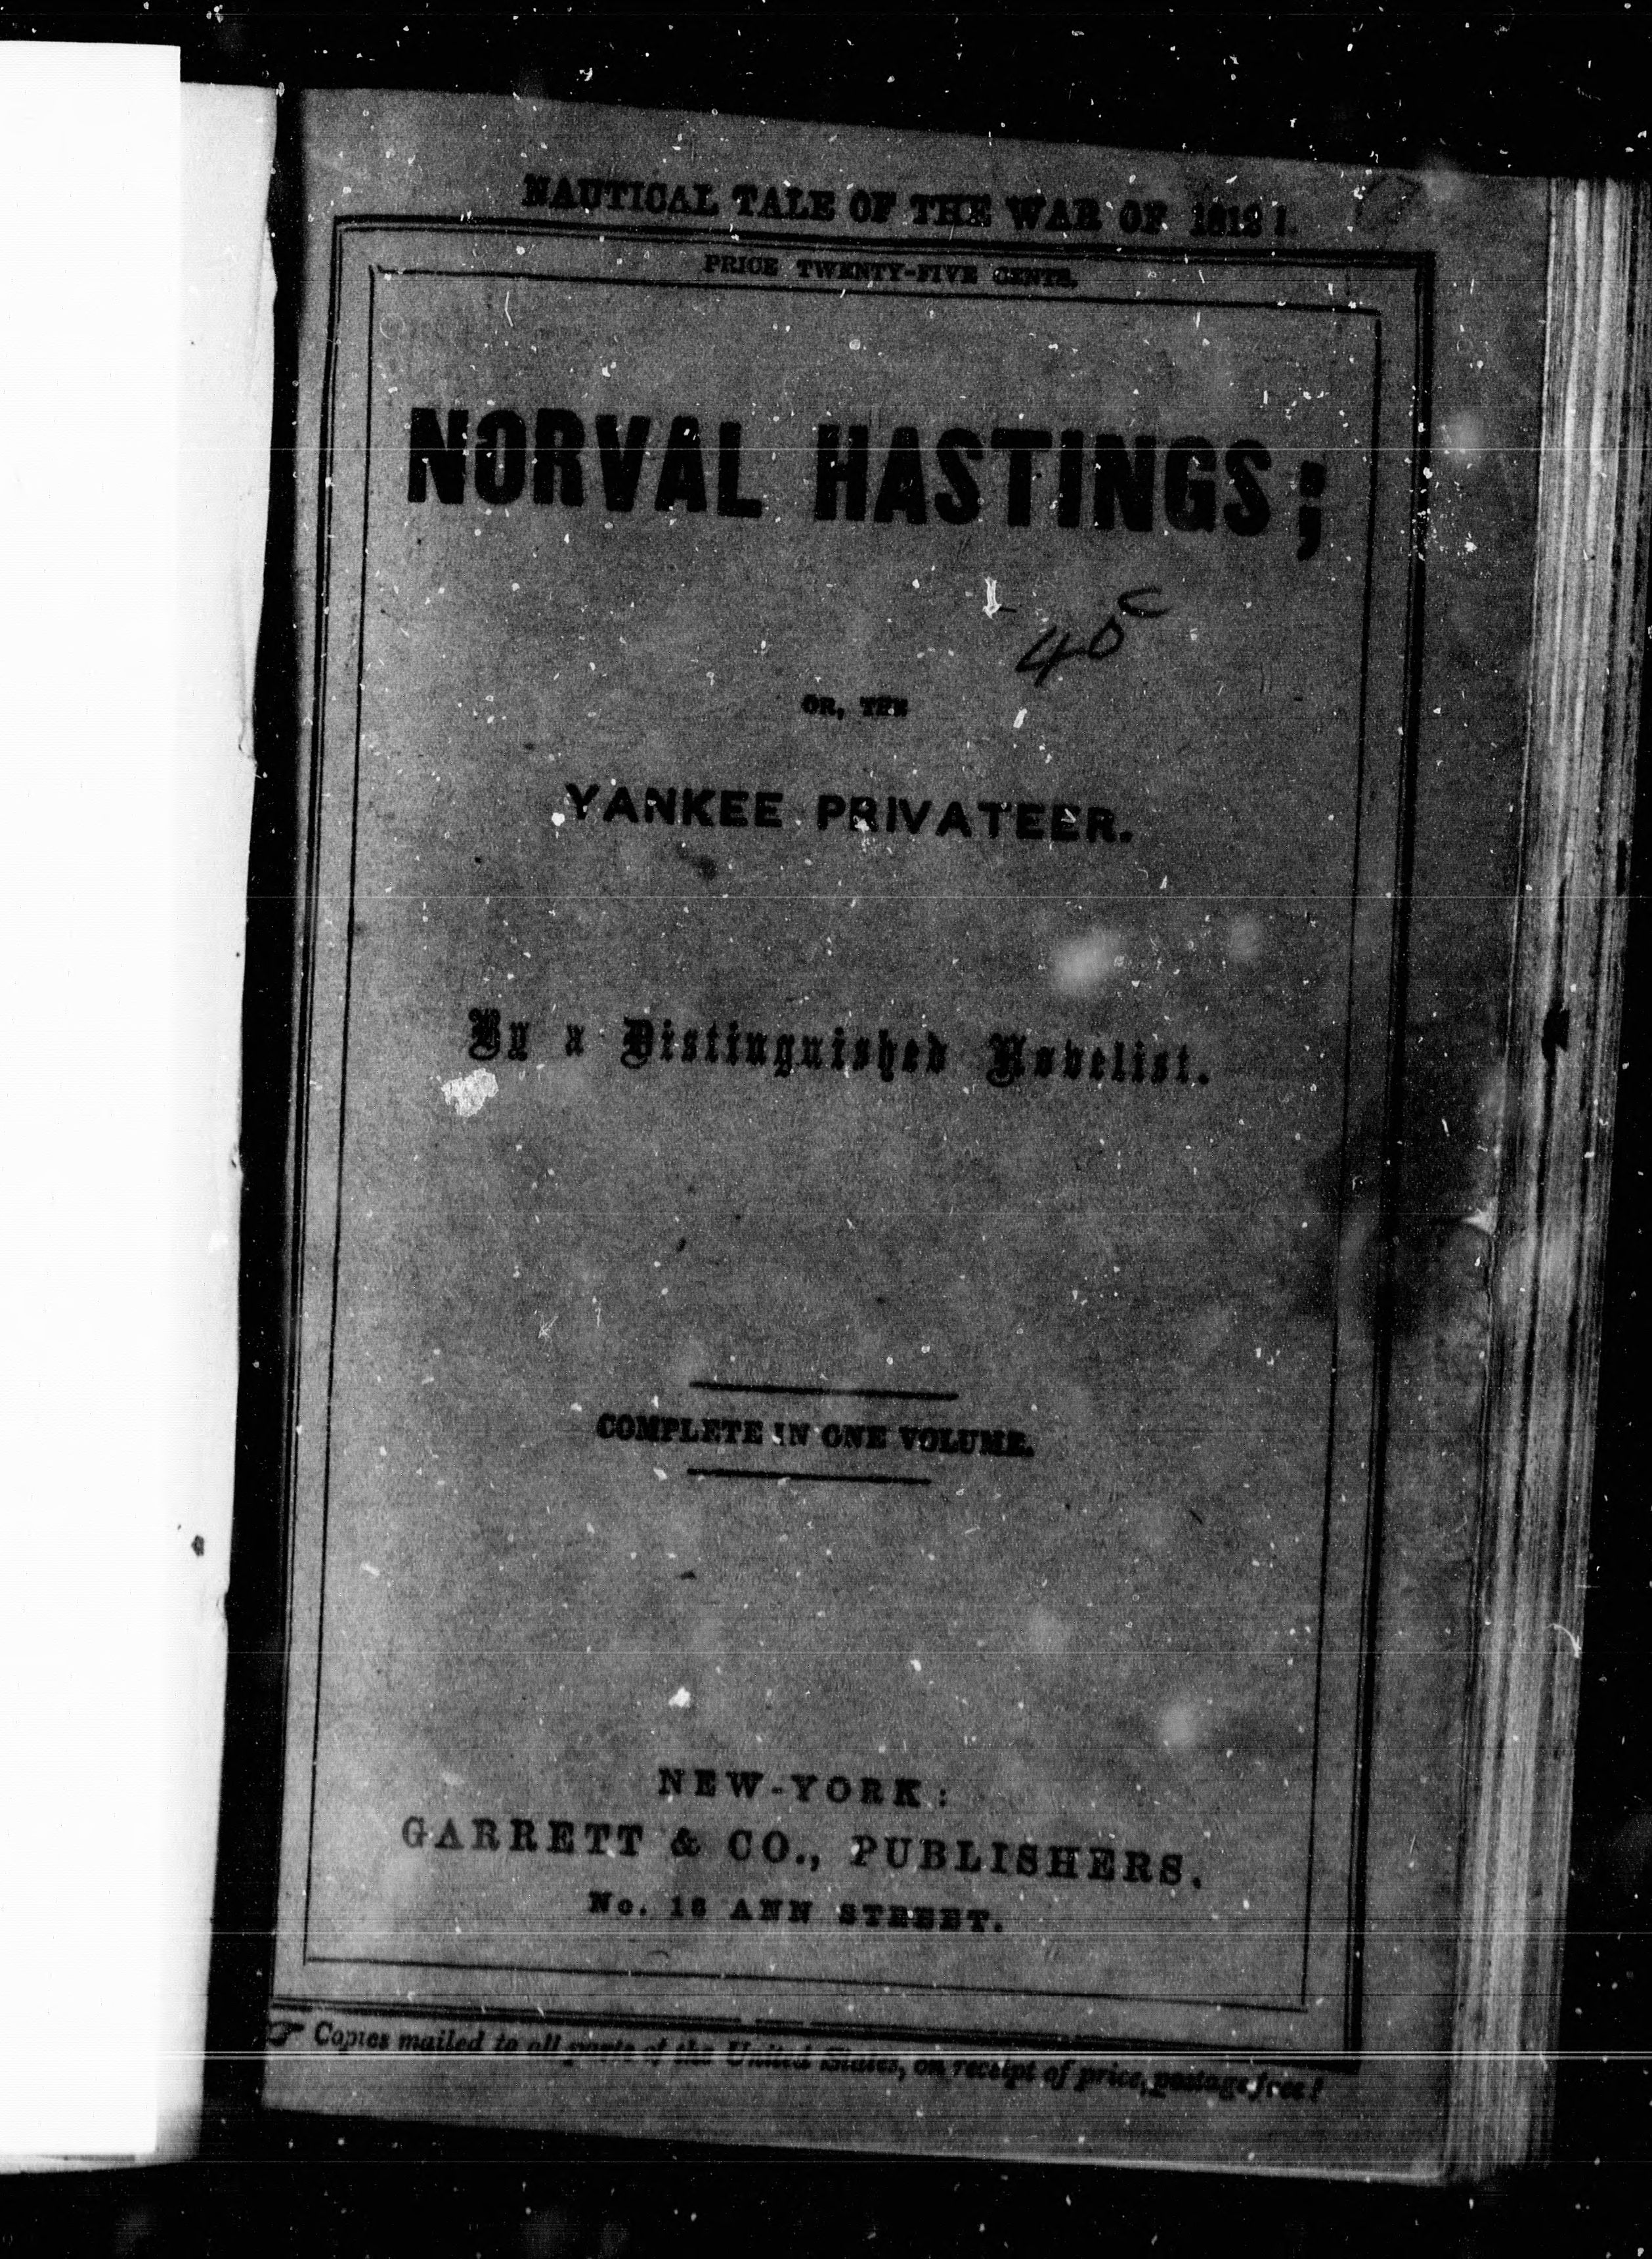 NAUTICAL TALE OF THE WAR OF 1812!
PRICE TWENTY-FIVE CENTS.
NORVAL HASTINGS;
40c
OR, THE
YANKEE PRIVATEER.
By a Distinguished Novelist.
COMPLETE IN ONE VOLUME.
NEW-YORK:
GARRETT & CO., PUBLISHERS.
No. 18 ANN STREET.
☞ Copies mailed to all parts of the United States, on receipt of price, postage free!